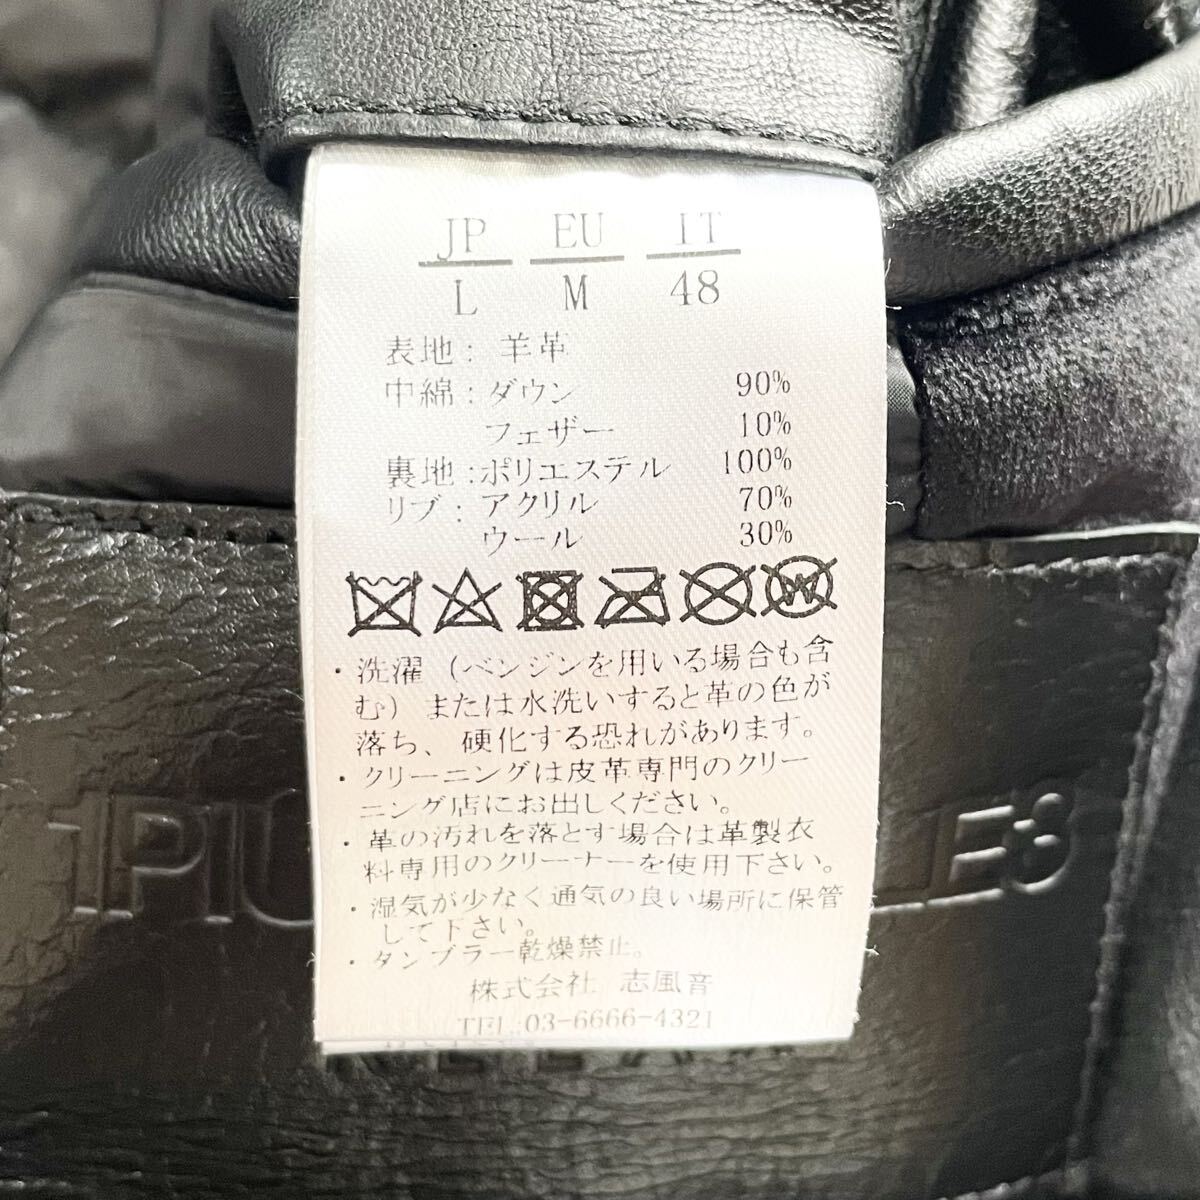 JP EU IT
L M 48
表地: 羊革
中綿:ダウン 90%
フェザー 10%
裏地:ポリエステル 100%
リブ: アクリル 70%
ウール 30%
W
・洗濯(ベンジンを用いる場合も含
む)または水洗いすると革の色が
落ち、硬化する恐れがあります。
・クリーニングは皮革専門のクリー
ニング店にお出しください。
・革の汚れを落とす場合は革製衣
料専用のクリーナーを使用下さい。
・湿気が少なく通気の良い場所に保管
して下さい。
・タンブラー乾燥禁止。
株式会社 志風音
TEL:03-6666-4321